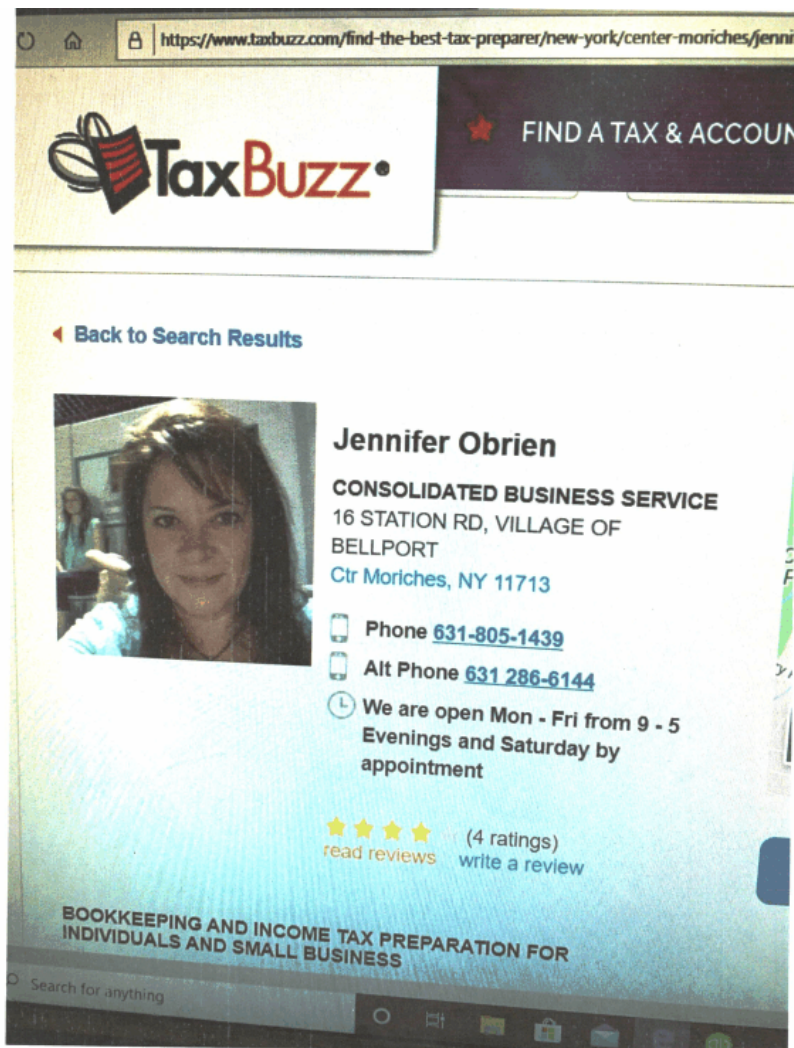 https://www.taxbuzz.com/find-the-best-tax-preparer/new-york/center-moriches/jenni
TaxBuzz®
FIND A TAX & ACCOUN
Back to Search Results
Jennifer Obrien
CONSOLIDATED BUSINESS SERVICE
16 STATION RD, VILLAGE OF
BELLPORT
Ctr Moriches, NY 11713
Phone 631-805-1439
Alt Phone 631 286-6144
We are open Mon - Fri from 9 - 5
Evenings and Saturday by
appointment
(4 ratings)
read reviews write a review
BOOKKEEPING AND INCOME TAX PREPARATION FOR
INDIVIDUALS AND SMALL BUSINESS
Search for anything